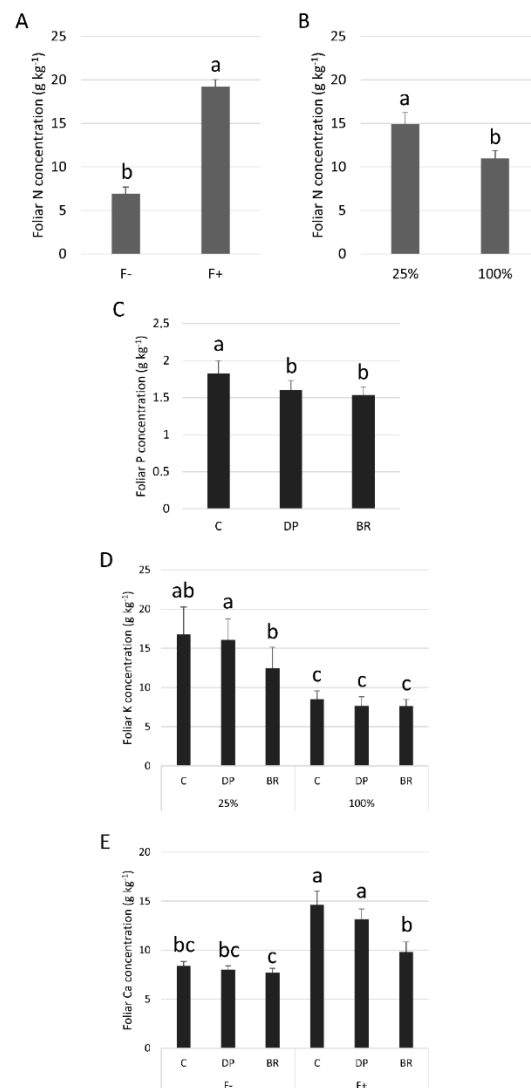 A
Foliar N concentration (g kg⁻¹)
25
20
15
10
5
0
b
a
F-
F+
B
Foliar N concentration (g kg⁻¹)
25
20
15
10
5
0
a
b
25%
100%
C
Foliar P concentration (g kg⁻¹)
2.5
2
1.5
1
0.5
0
a
b
b
C
DP
BR
D
Foliar K concentration (g kg⁻¹)
25
20
15
10
5
0
ab
a
b
c
c
c
C DP BR C DP BR
25% 100%
E
Foliar Ca concentration (g kg⁻¹)
20
15
10
5
0
bc
bc
c
a
a
b
C DP BR C DP BR
F- F+